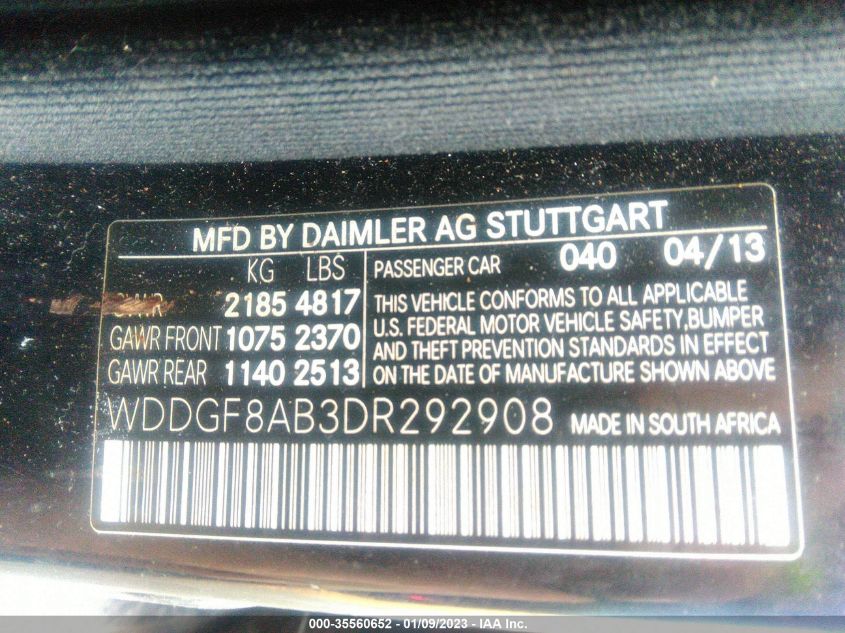 MFD BY DAIMLER AG STUTTGART
KG LBS
2185 4817
GAWR FRONT 1075 2370
GAWR REAR 1140 2513
PASSENGER CAR 040 04/13
THIS VEHICLE CONFORMS TO ALL APPLICABLE
U.S. FEDERAL MOTOR VEHICLE SAFETY,BUMPER
AND THEFT PREVENTION STANDARDS IN EFFECT
ON THE DATE OF MANUFACTURE SHOWN ABOVE
WDDGF8AB3DR292908 MADE IN SOUTH AFRICA
000-35560652 - 01/09/2023 - IAA Inc.